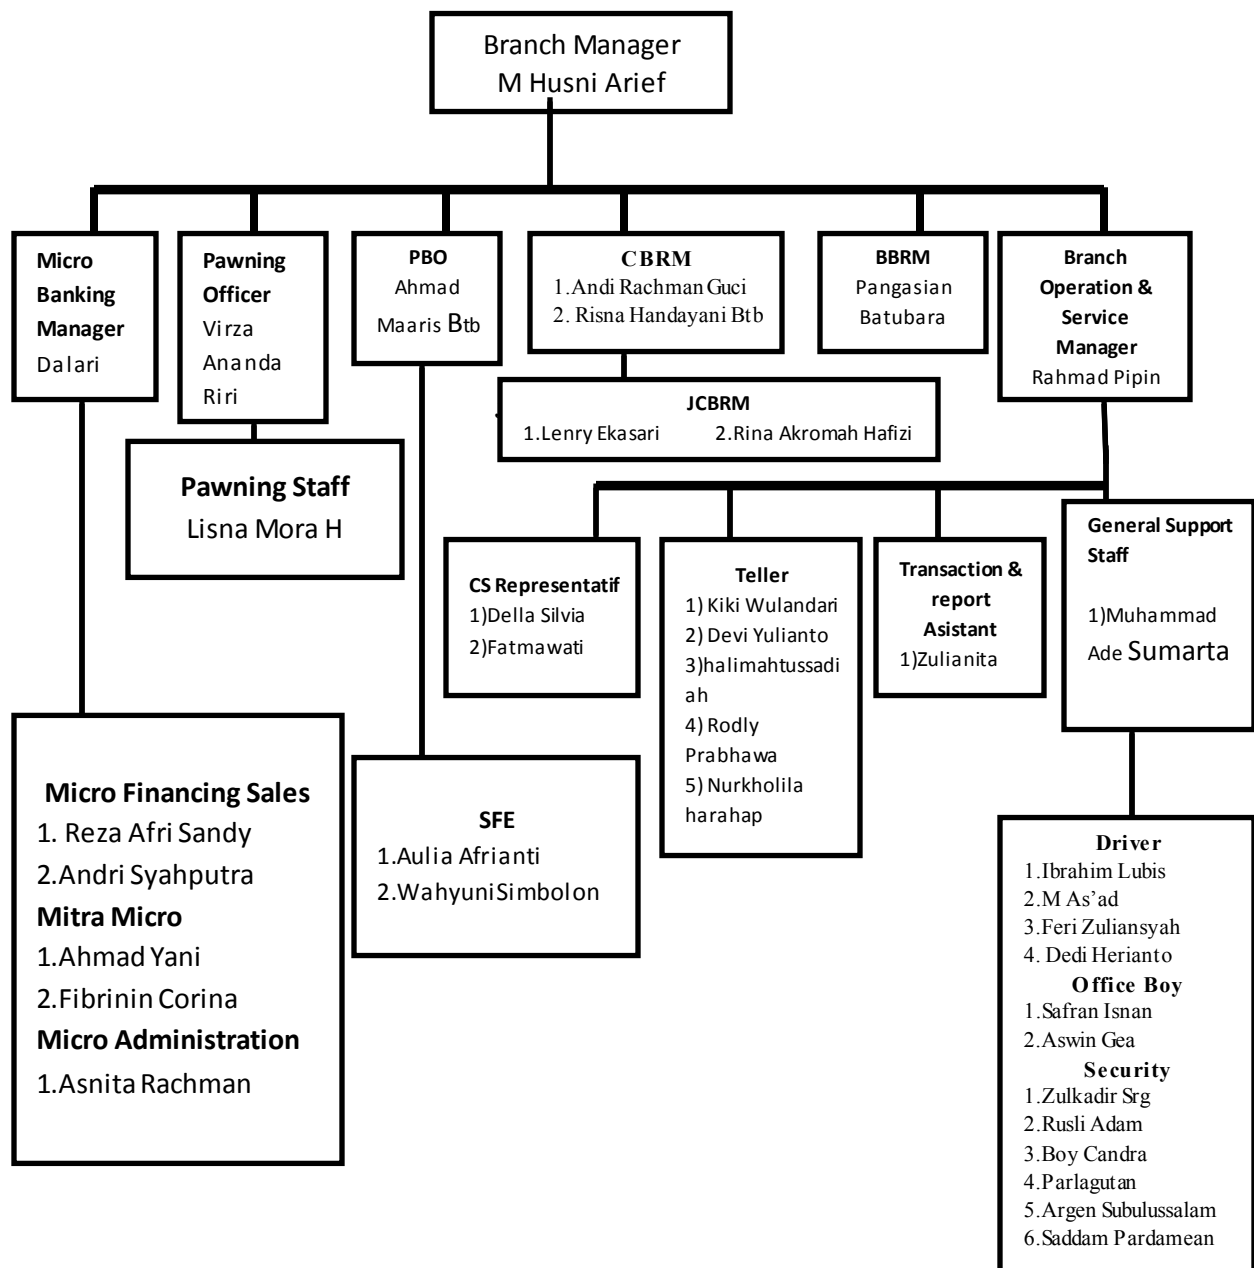 Branch Manager
M Husni Arief
Micro
Banking
Manager
Dalari
Pawning
Officer
Virza
Ananda
Riri
PBO
Ahmad
Maaris Btb
CBRM
1.Andi Rachman Guci
2. Risna Handayani Btb
BBRM
Pangasian
Batubara
Branch
Operation &
Service
Manager
Rahmad Pipin
JCBRM
1.Lenry Ekasari 2.Rina Akromah Hafizi
Pawning Staff
Lisna Mora H
CS Representatif
1)Della Silvia
2)Fatmawati
Teller
1) Kiki Wulandari
2) Devi Yulianto
3)halimahtussadi
ah
4) Rodly
Prabhawa
5) Nurkholila
harahap
Transaction &
report
Asistant
1)Zulianita
General Support
Staff
1)Muhammad
Ade Sumarta
Micro Financing Sales
1. Reza Afri Sandy
2.Andri Syahputra
Mitra Micro
1.Ahmad Yani
2.Fibrinin Corina
Micro Administration
1.Asnita Rachman
SFE
1.Aulia Afrianti
2.Wahyuni Simbolon
Driver
1.Ibrahim Lubis
2.M As’ad
3.Feri Zuliansyah
4. Dedi Herianto
Office Boy
1.Safran Isnan
2.Aswin Gea
Security
1.Zulkadir Srg
2.Rusli Adam
3.Boy Candra
4.Parlagutan
5.Argen Subulussalam
6.Saddam Pardamean